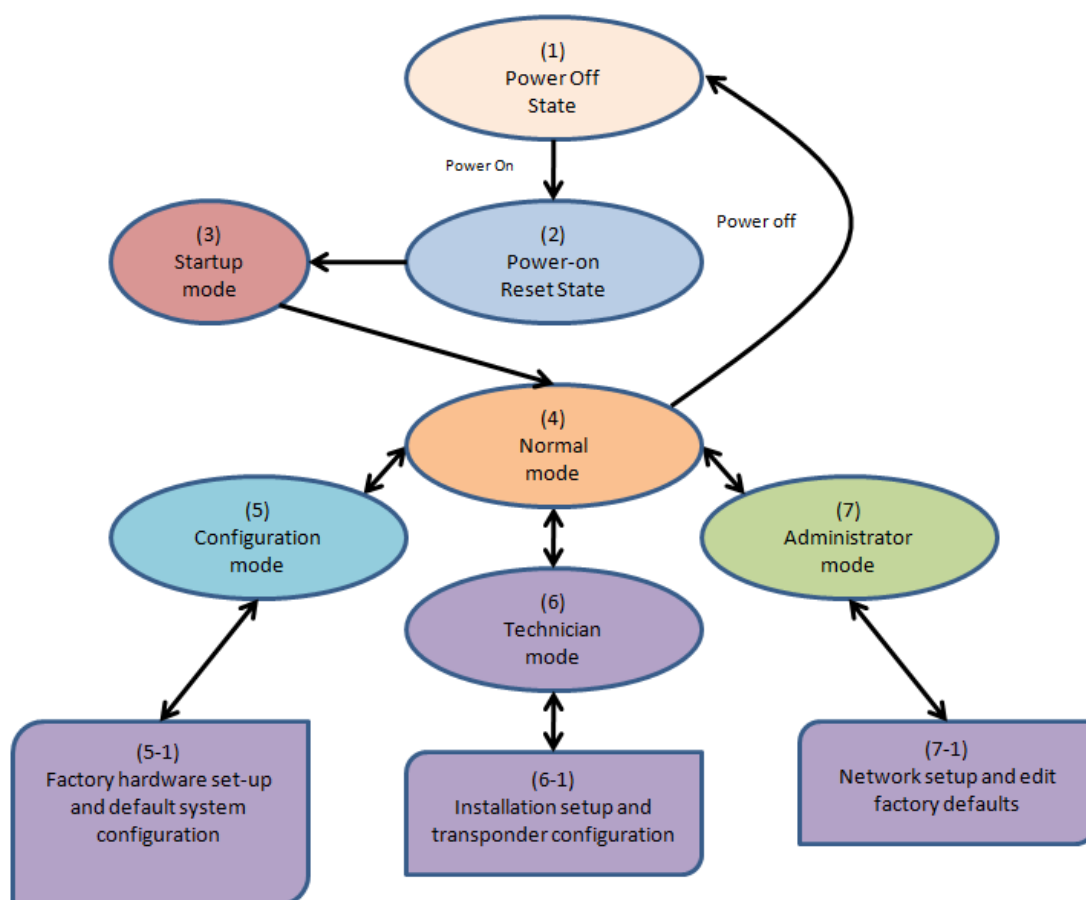 (1)
Power Off
State
Power On
(2)
Power-on
Reset State
(3)
Startup
mode
Power off
(4)
Normal
mode
(5)
Configuration
mode
(6)
Technician
mode
(7)
Administrator
mode
(5-1)
Factory hardware set-up
and default system
configuration
(6-1)
Installation setup and
transponder configuration
(7-1)
Network setup and edit
factory defaults